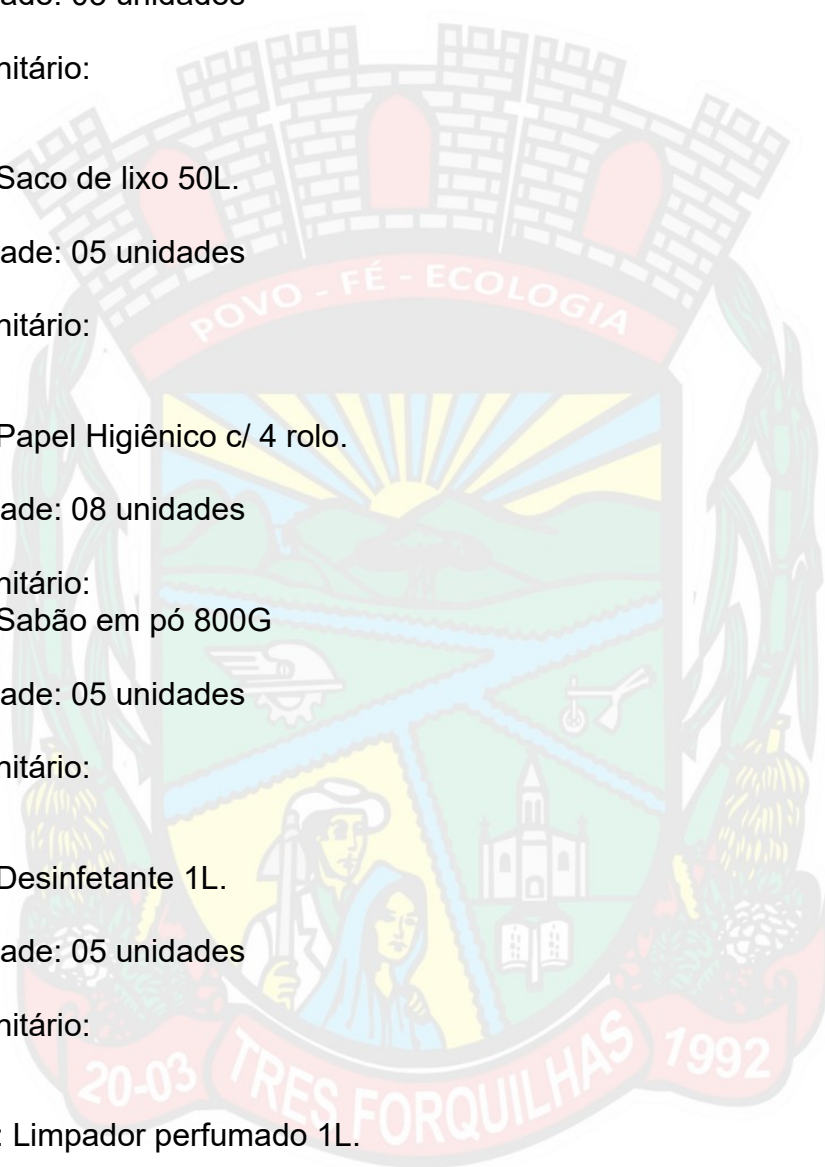 ade: 05 unidades
nitário:
Saco de lixo 50L.
ade: 05 unidades
nitário:
Papel Higiênico c/ 4 rolo.
ade: 08 unidades
nitário:
Sabão em pó 800G
ade: 05 unidades
nitário:
Desinfetante 1L.
ade: 05 unidades
nitário:
: Limpador perfumado 1L.
POVO - FÉ - ECOLOGIA
20-03 TRES FORQUILHAS 1992